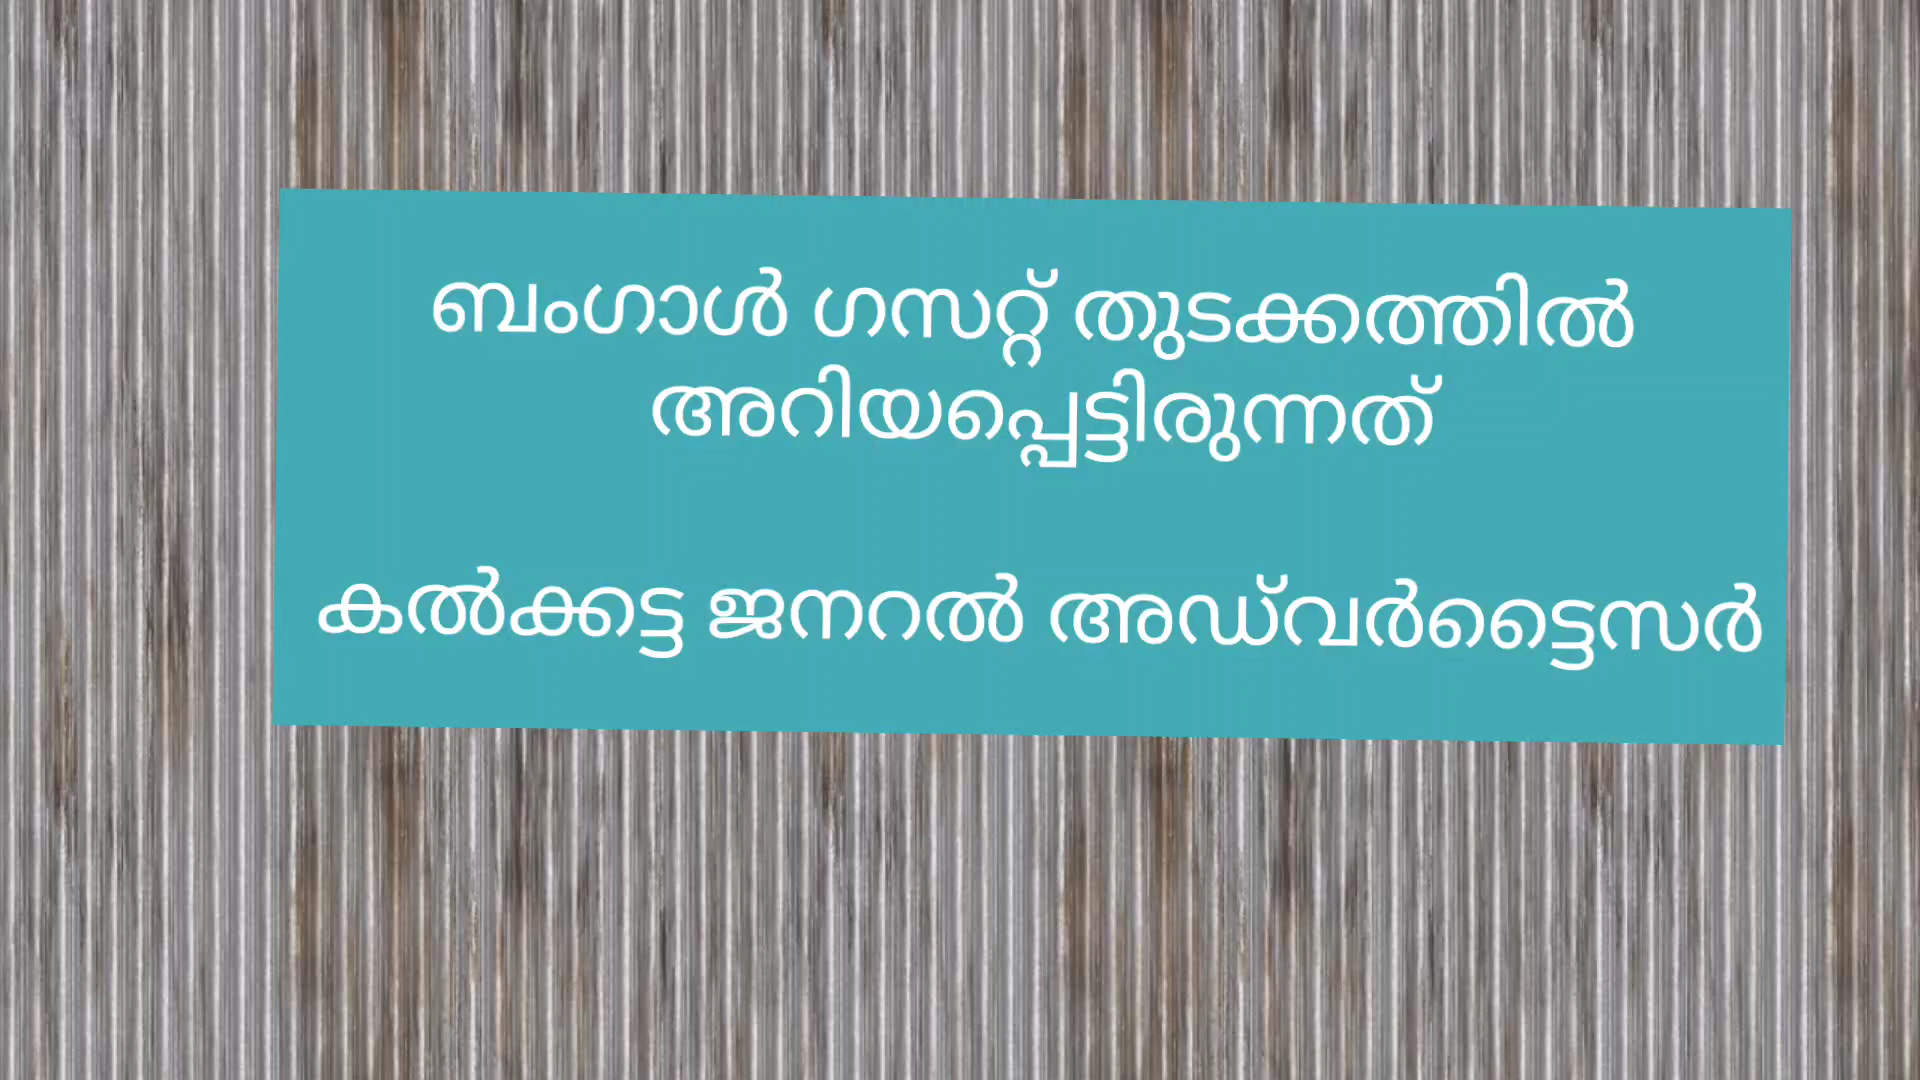 ബംഗാൾ ഗസറ്റ് തുടക്കത്തിൽ
അറിയപ്പെട്ടിരുന്നത്
കൽക്കട്ട ജനറൽ അഡ്വർട്ടൈസർ